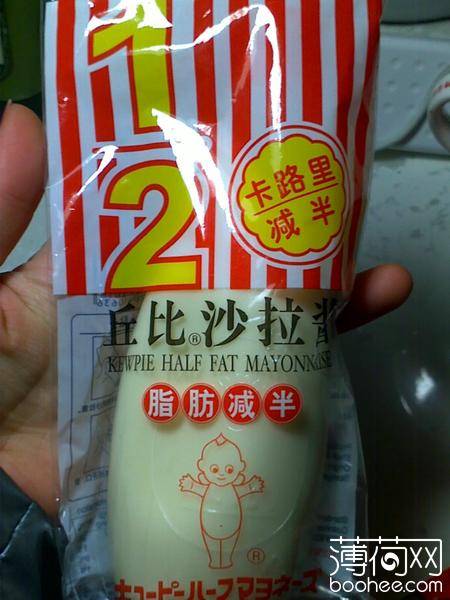 1
2
卡路里
减半
丘比®沙拉酱
KEWPIE HALF FAT MAYONNAISE
脂肪减半
®
キユーピーハーフマヨネーズ
薄荷网
boohee.com